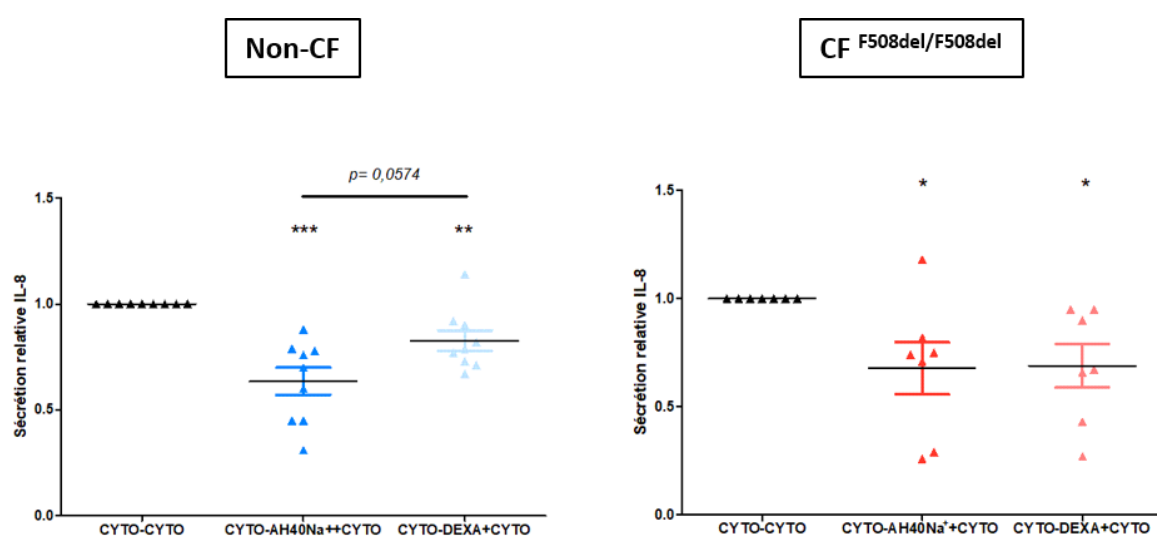 Non-CF
CF F508del/F508del
p= 0,0574
*** **
* *
Sécrétion relative IL-8
1.5
1.0
0.5
0.0
CYTO-CYTO CYTO-AH40Na++CYTO CYTO-DEXA+CYTO
Sécrétion relative IL-8
1.5
1.0
0.5
0.0
CYTO-CYTO CYTO-AH40Na⁺+CYTO CYTO-DEXA+CYTO